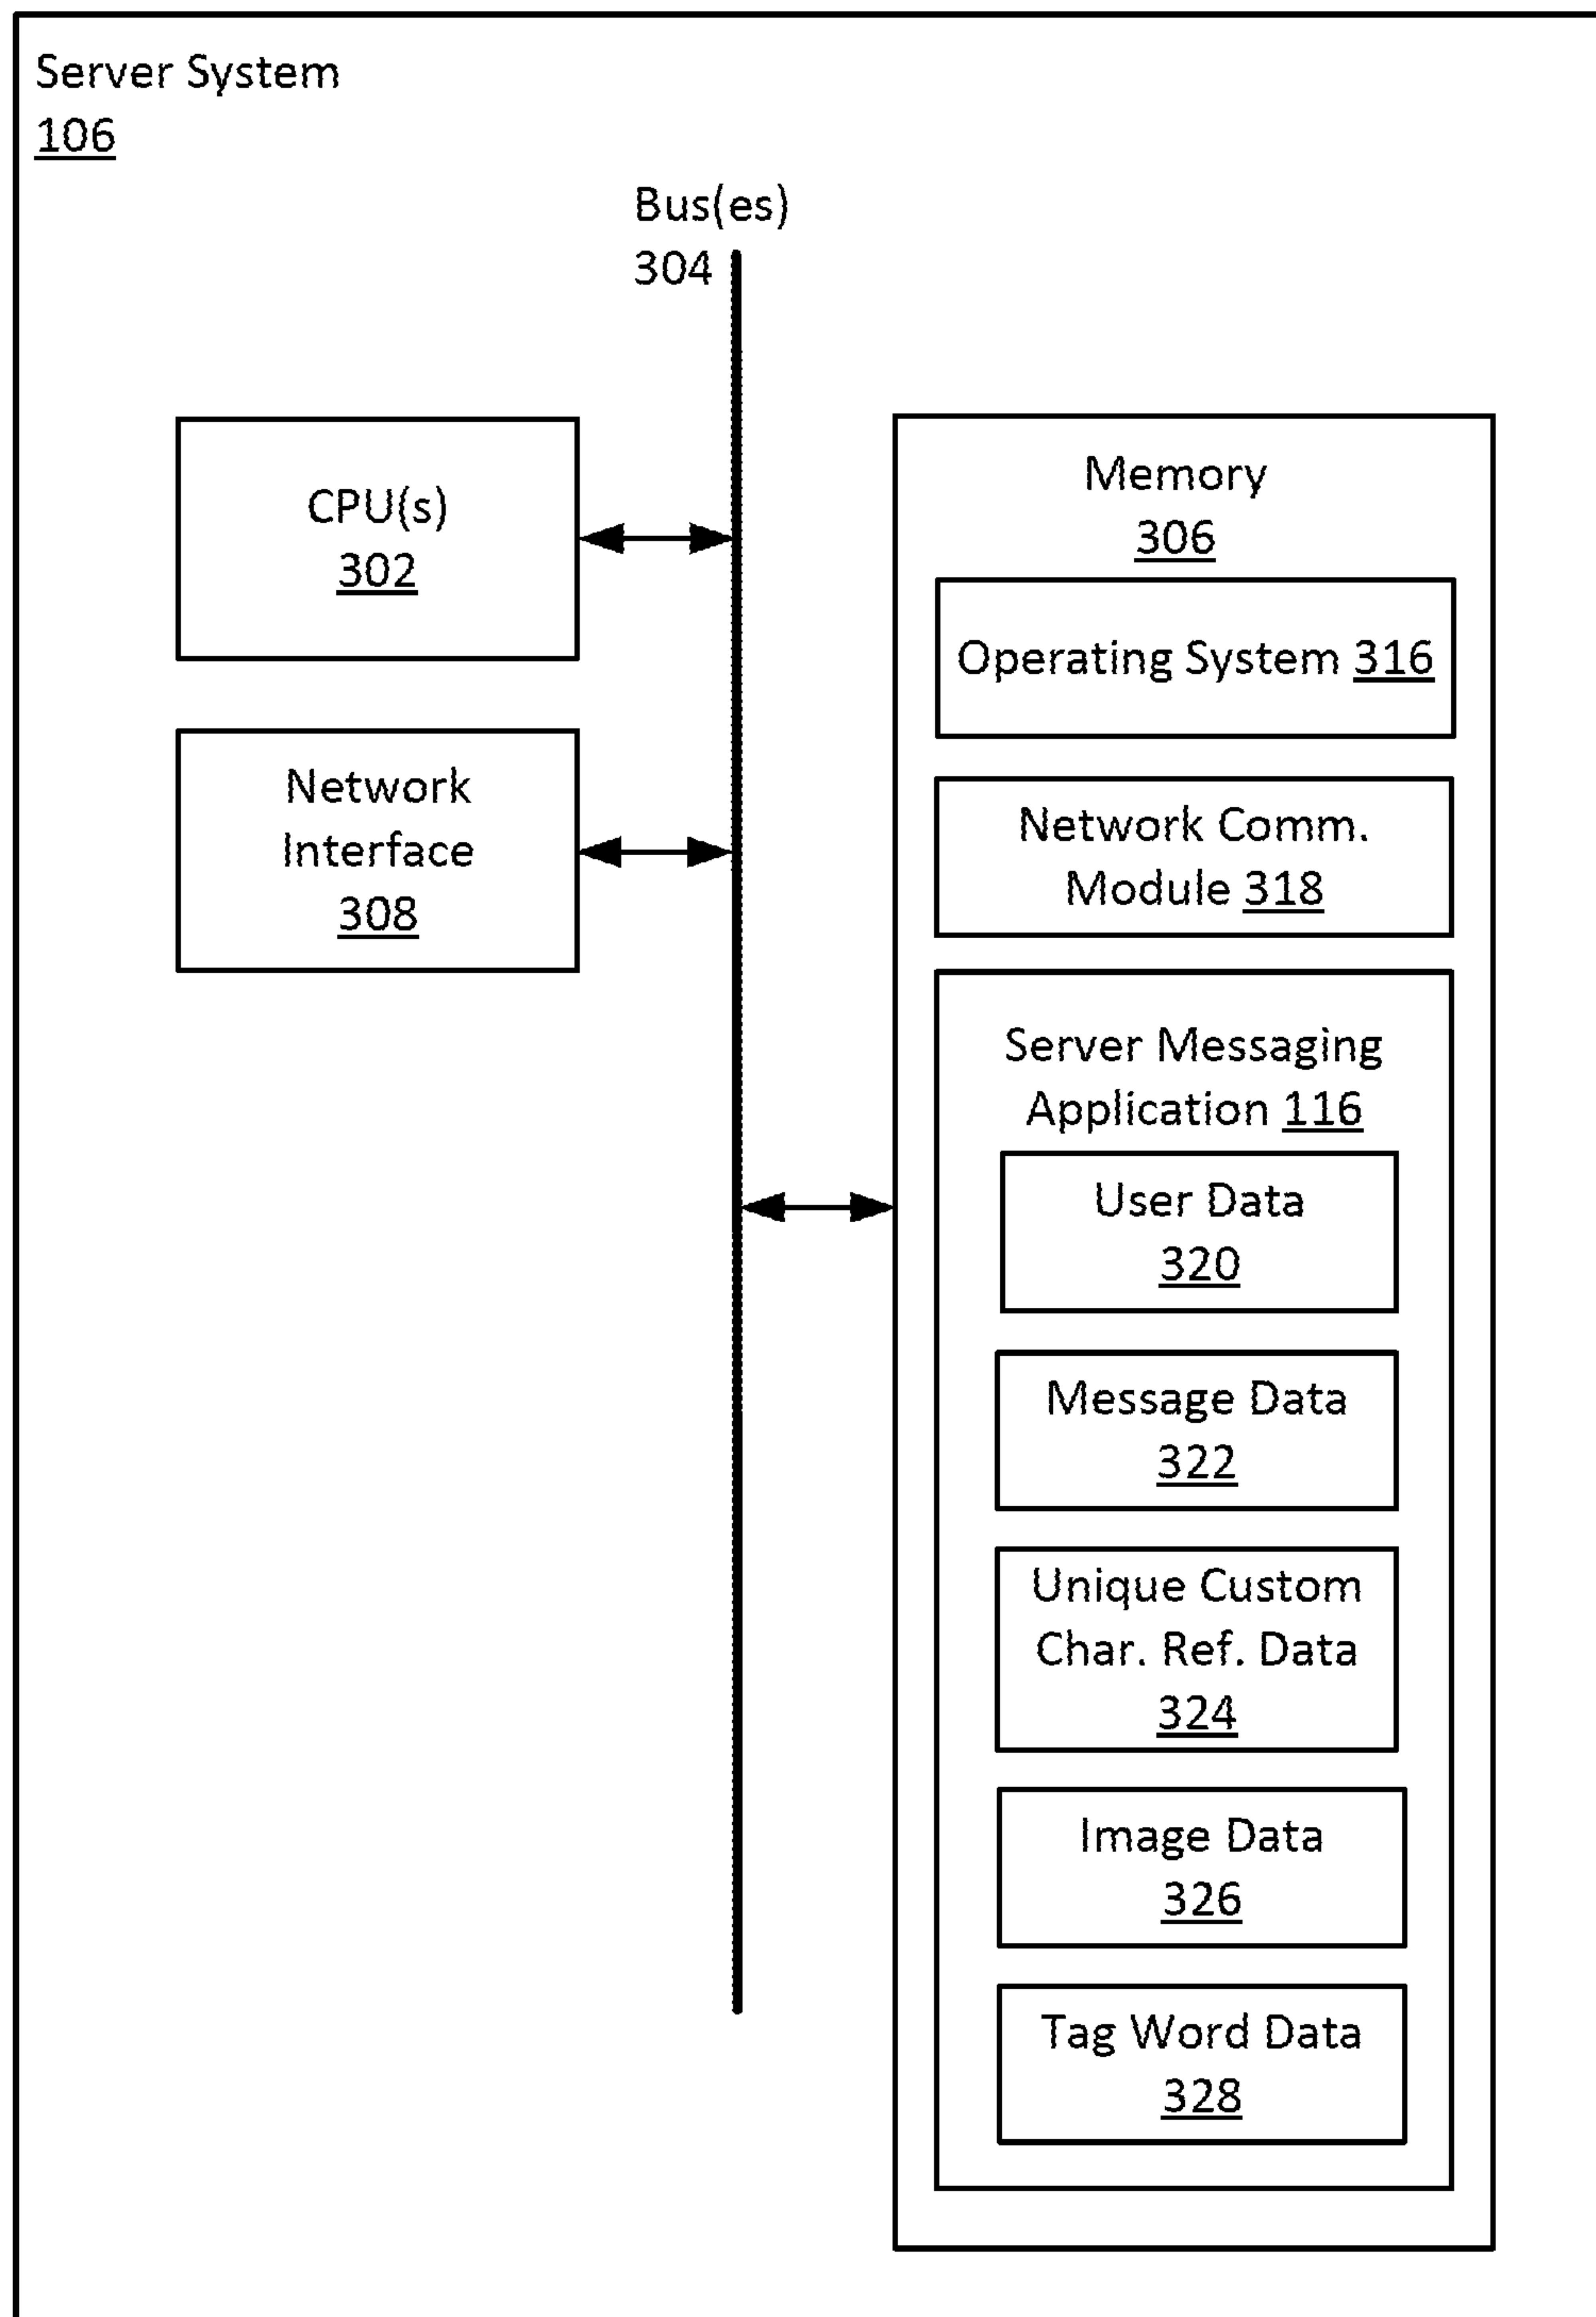 Server System
106
Bus(es)
304
CPU(s)
302
Network
Interface
308
Memory
306
Operating System 316
Network Comm.
Module 318
Server Messaging
Application 116
User Data
320
Message Data
322
Unique Custom
Char. Ref. Data
324
Image Data
326
Tag Word Data
328